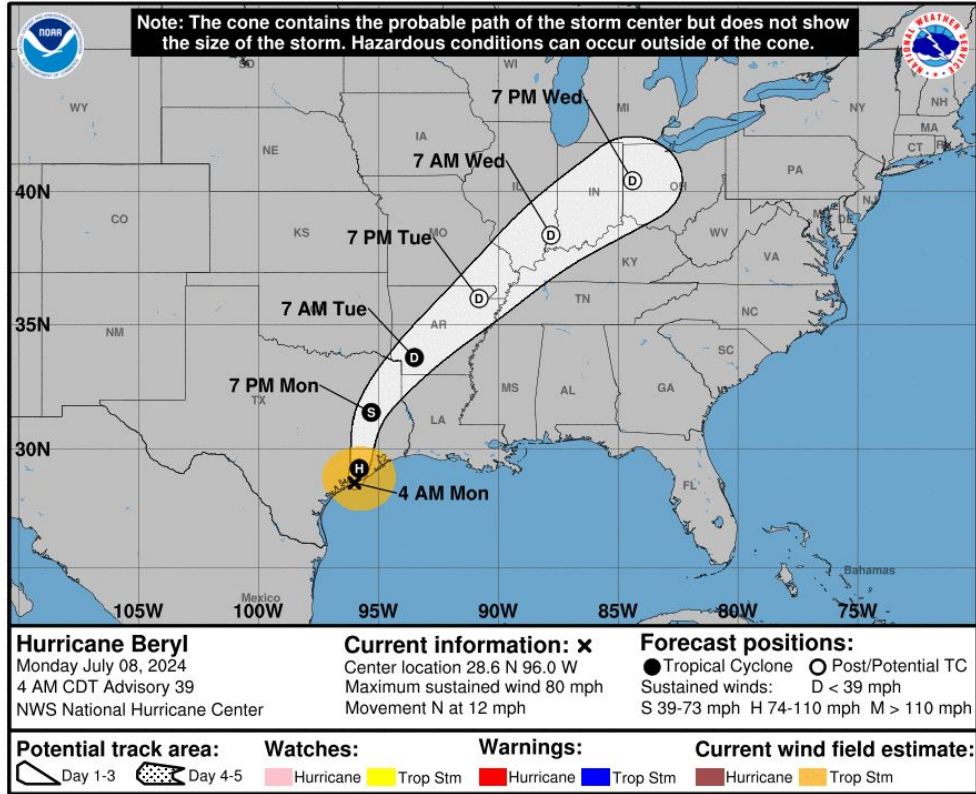 Note: The cone contains the probable path of the storm center but does not show
the size of the storm. Hazardous conditions can occur outside of the cone.
NOAA
NATIONAL WEATHER SERVICE
SD
WI
WY
MI
NY
NH
MA
CT
RI
7 PM Wed
NE
IA
7 AM Wed
PA
NJ
40N
IL
IN
OH
MD
DE
CO
KS
MO
7 PM Tue
WV
KY
VA
7 AM Tue
35N
NM
AR
TN
NC
SC
7 PM Mon
TX
MS
AL
GA
LA
30N
4 AM Mon
FL
H
S
D
D
D
D
Mexico
Bahamas
105W
100W
95W
90W
85W
80W
75W
Hurricane Beryl
Monday July 08, 2024
4 AM CDT Advisory 39
NWS National Hurricane Center
Current information: x
Center location 28.6 N 96.0 W
Maximum sustained wind 80 mph
Movement N at 12 mph
Forecast positions:
Tropical Cyclone Post/Potential TC
Sustained winds: D < 39 mph
S 39-73 mph H 74-110 mph M > 110 mph
Potential track area:
Day 1-3 Day 4-5
Watches:
Hurricane Trop Stm
Warnings:
Hurricane Trop Stm
Current wind field estimate:
Hurricane Trop Stm